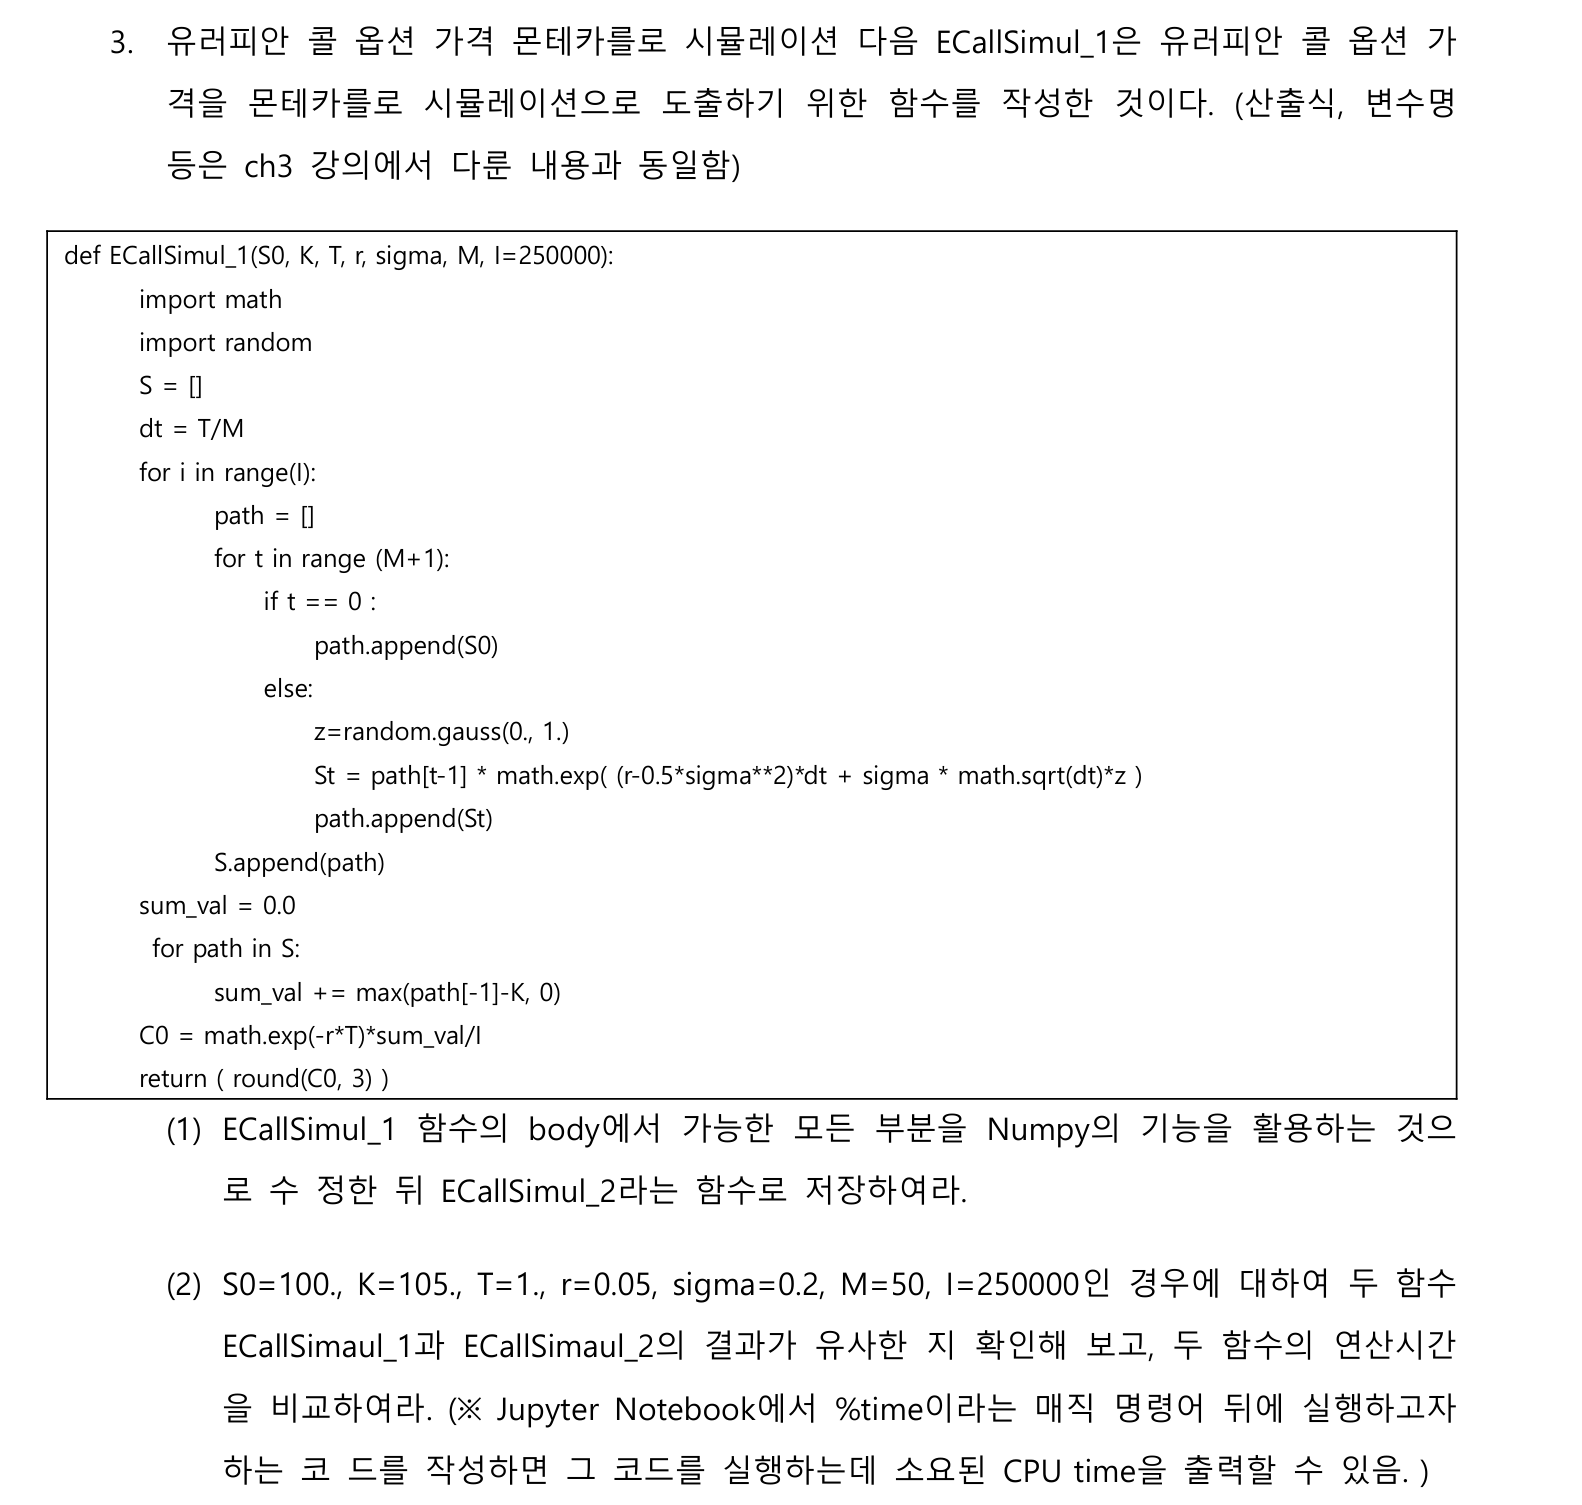 3. 유러피안 콜 옵션 가격 몬테카를로 시뮬레이션 다음 ECallSimul_1은 유러피안 콜 옵션 가
격을 몬테카를로 시뮬레이션으로 도출하기 위한 함수를 작성한 것이다. (산출식, 변수명
등은 ch3 강의에서 다룬 내용과 동일함)
def ECallSimul_1(S0, K, T, r, sigma, M, I=250000):
import math
import random
S = []
dt = T/M
for i in range(I):
path = []
for t in range (M+1):
if t == 0 :
path.append(S0)
else:
z=random.gauss(0., 1.)
St = path[t-1] * math.exp( (r-0.5*sigma**2)*dt + sigma * math.sqrt(dt)*z )
path.append(St)
S.append(path)
sum_val = 0.0
for path in S:
sum_val += max(path[-1]-K, 0)
C0 = math.exp(-r*T)*sum_val/I
return ( round(C0, 3) )
(1) ECallSimul_1 함수의 body에서 가능한 모든 부분을 Numpy의 기능을 활용하는 것으
로 수 정한 뒤 ECallSimul_2라는 함수로 저장하여라.
(2) S0=100., K=105., T=1., r=0.05, sigma=0.2, M=50, I=250000인 경우에 대하여 두 함수
ECallSimaul_1과 ECallSimaul_2의 결과가 유사한 지 확인해 보고, 두 함수의 연산시간
을 비교하여라. (※ Jupyter Notebook에서 %time이라는 매직 명령어 뒤에 실행하고자
하는 코 드를 작성하면 그 코드를 실행하는데 소요된 CPU time을 출력할 수 있음. )